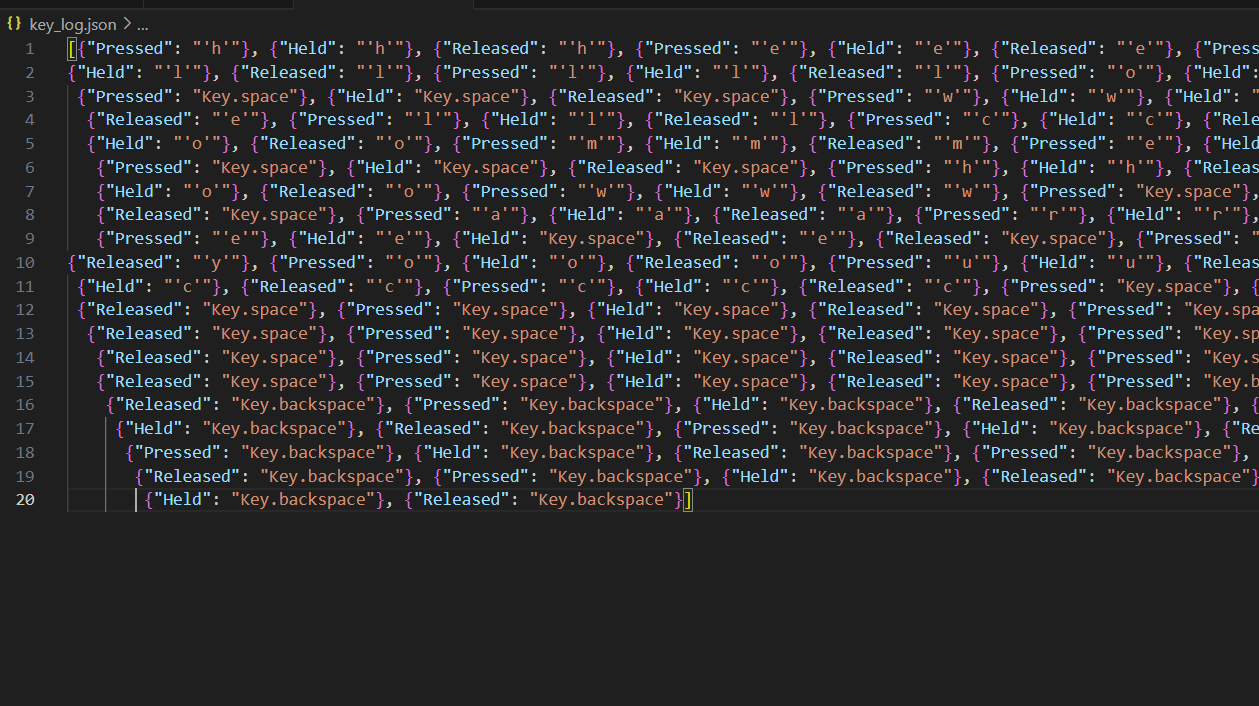 {} key_log.json > ...
1 [{"Pressed": "'h'"}, {"Held": "'h'"}, {"Released": "'h'"}, {"Pressed": "'e'"}, {"Held": "'e'"}, {"Released": "'e'"}, {"Press
2 {"Held": "'l'"}, {"Released": "'l'"}, {"Pressed": "'l'"}, {"Held": "'l'"}, {"Released": "'l'"}, {"Pressed": "'o'"}, {"Held":
3 {"Pressed": "Key.space"}, {"Held": "Key.space"}, {"Released": "Key.space"}, {"Pressed": "'w'"}, {"Held": "'w'"}, {"Held": "
4 {"Released": "'e'"}, {"Pressed": "'l'"}, {"Held": "'l'"}, {"Released": "'l'"}, {"Pressed": "'c'"}, {"Held": "'c'"}, {"Rele
5 {"Held": "'o'"}, {"Released": "'o'"}, {"Pressed": "'m'"}, {"Held": "'m'"}, {"Released": "'m'"}, {"Pressed": "'e'"}, {"Held
6 {"Pressed": "Key.space"}, {"Held": "Key.space"}, {"Released": "Key.space"}, {"Pressed": "'h'"}, {"Held": "'h'"}, {"Releas
7 {"Held": "'o'"}, {"Released": "'o'"}, {"Pressed": "'w'"}, {"Held": "'w'"}, {"Released": "'w'"}, {"Pressed": "Key.space"},
8 {"Released": "Key.space"}, {"Pressed": "'a'"}, {"Held": "'a'"}, {"Released": "'a'"}, {"Pressed": "'r'"}, {"Held": "'r'"},
9 {"Pressed": "'e'"}, {"Held": "'e'"}, {"Held": "Key.space"}, {"Released": "'e'"}, {"Released": "Key.space"}, {"Pressed": "
10 {"Released": "'y'"}, {"Pressed": "'o'"}, {"Held": "'o'"}, {"Released": "'o'"}, {"Pressed": "'u'"}, {"Held": "'u'"}, {"Releas
11 {"Held": "'c'"}, {"Released": "'c'"}, {"Pressed": "'c'"}, {"Held": "'c'"}, {"Released": "'c'"}, {"Pressed": "Key.space"}, {
12 {"Released": "Key.space"}, {"Pressed": "Key.space"}, {"Held": "Key.space"}, {"Released": "Key.space"}, {"Pressed": "Key.spa
13 {"Released": "Key.space"}, {"Pressed": "Key.space"}, {"Held": "Key.space"}, {"Released": "Key.space"}, {"Pressed": "Key.sp
14 {"Released": "Key.space"}, {"Pressed": "Key.space"}, {"Held": "Key.space"}, {"Released": "Key.space"}, {"Pressed": "Key.s
15 {"Released": "Key.space"}, {"Pressed": "Key.space"}, {"Held": "Key.space"}, {"Released": "Key.space"}, {"Pressed": "Key.b
16 {"Released": "Key.backspace"}, {"Pressed": "Key.backspace"}, {"Held": "Key.backspace"}, {"Released": "Key.backspace"}, {
17 {"Held": "Key.backspace"}, {"Released": "Key.backspace"}, {"Pressed": "Key.backspace"}, {"Held": "Key.backspace"}, {"Re
18 {"Pressed": "Key.backspace"}, {"Held": "Key.backspace"}, {"Released": "Key.backspace"}, {"Pressed": "Key.backspace"},
19 {"Released": "Key.backspace"}, {"Pressed": "Key.backspace"}, {"Held": "Key.backspace"}, {"Released": "Key.backspace"}
20 {"Held": "Key.backspace"}, {"Released": "Key.backspace"}]